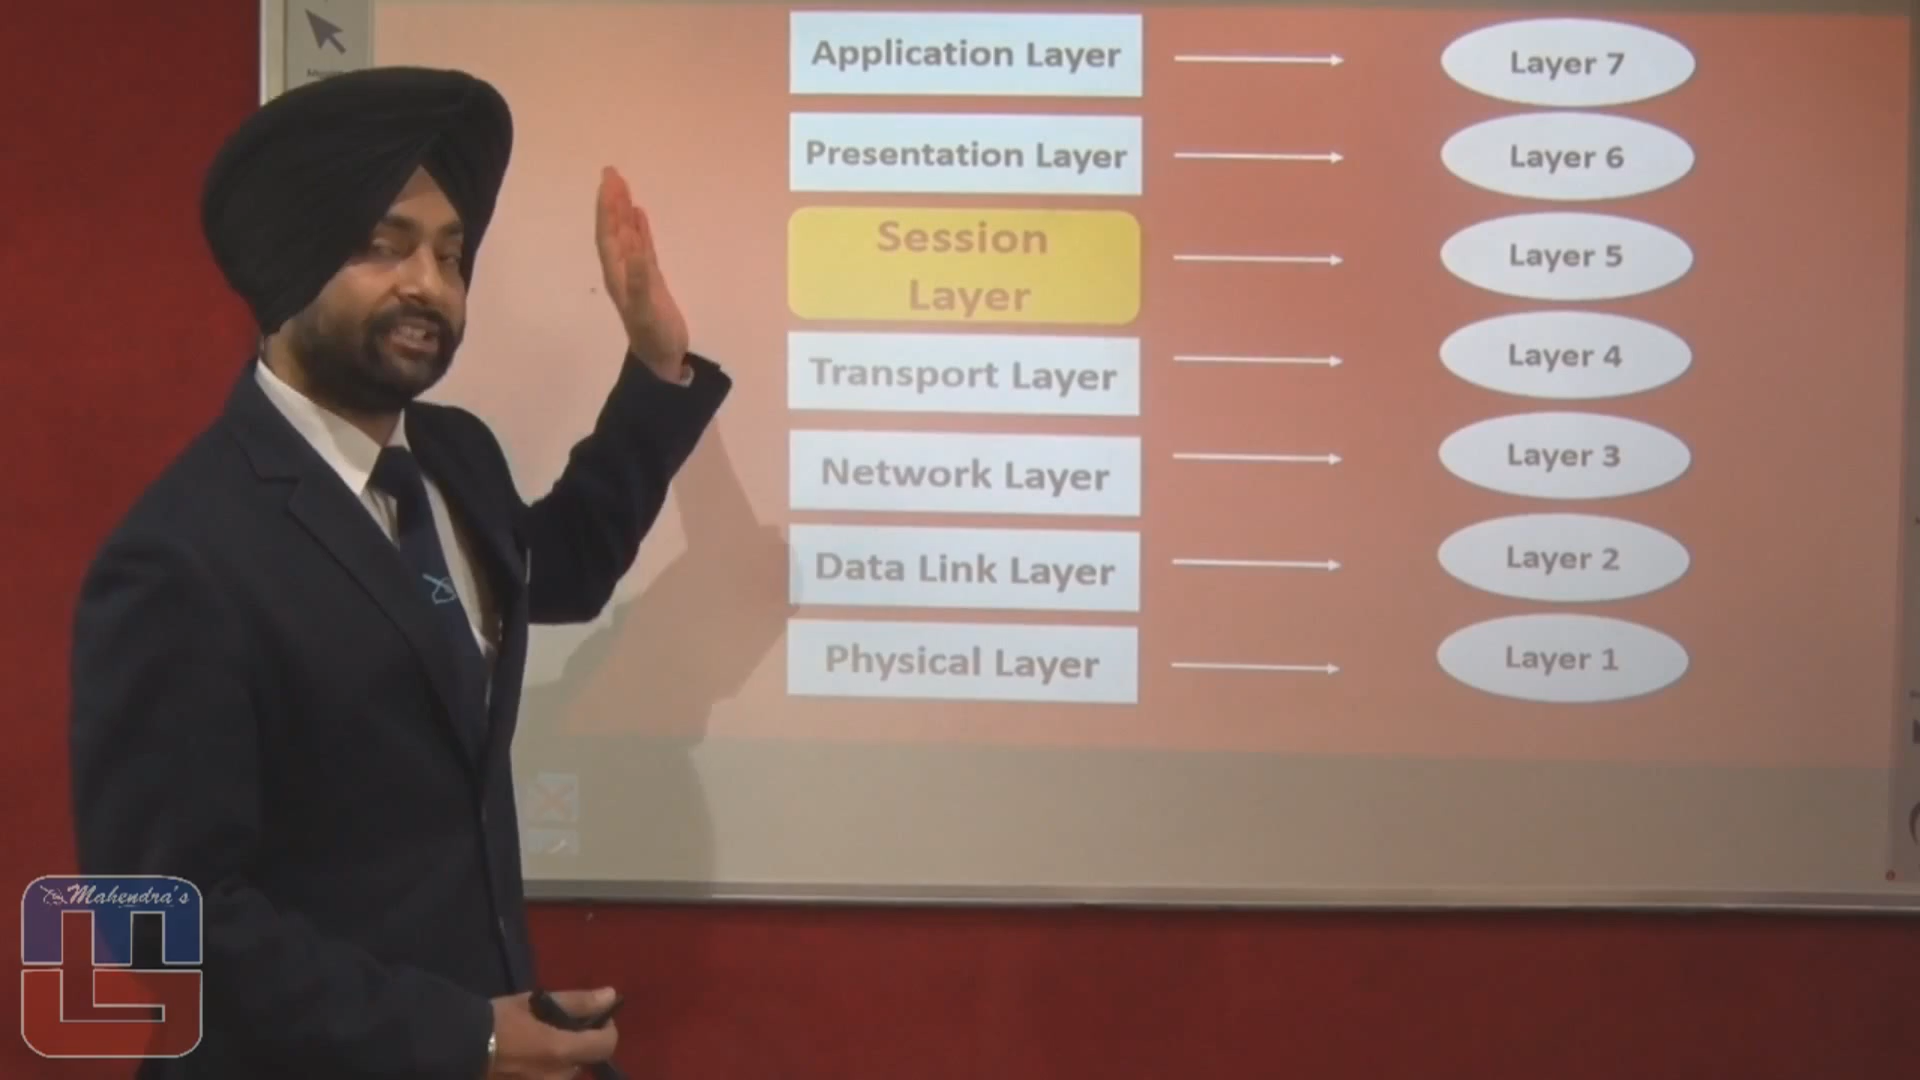 Application Layer
Layer 7
Presentation Layer
Layer 6
Session
Layer
Layer 5
Transport Layer
Layer 4
Network Layer
Layer 3
Data Link Layer
Layer 2
Physical Layer
Layer 1
Mahendra's